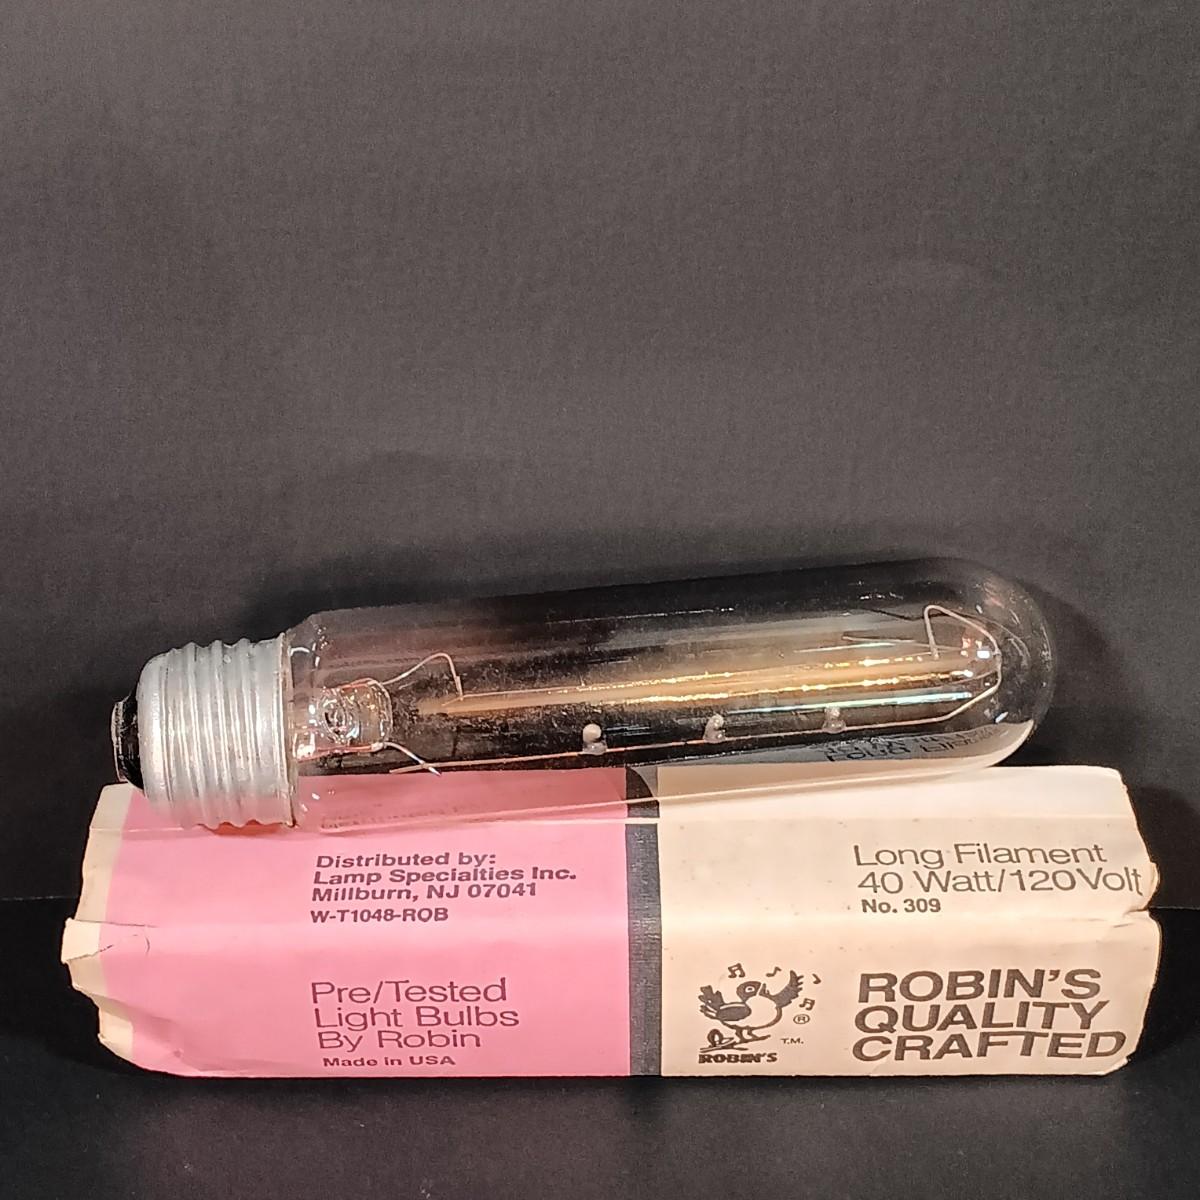 Distributed by:
Lamp Specialties Inc.
Millburn, NJ 07041
W-T1048-ROB
Pre/Tested
Light Bulbs
By Robin
Made in USA
Long Filament
40 Watt/120Volt
No. 309
®
T.M.
ROBIN'S
ROBIN'S
QUALITY
CRAFTED